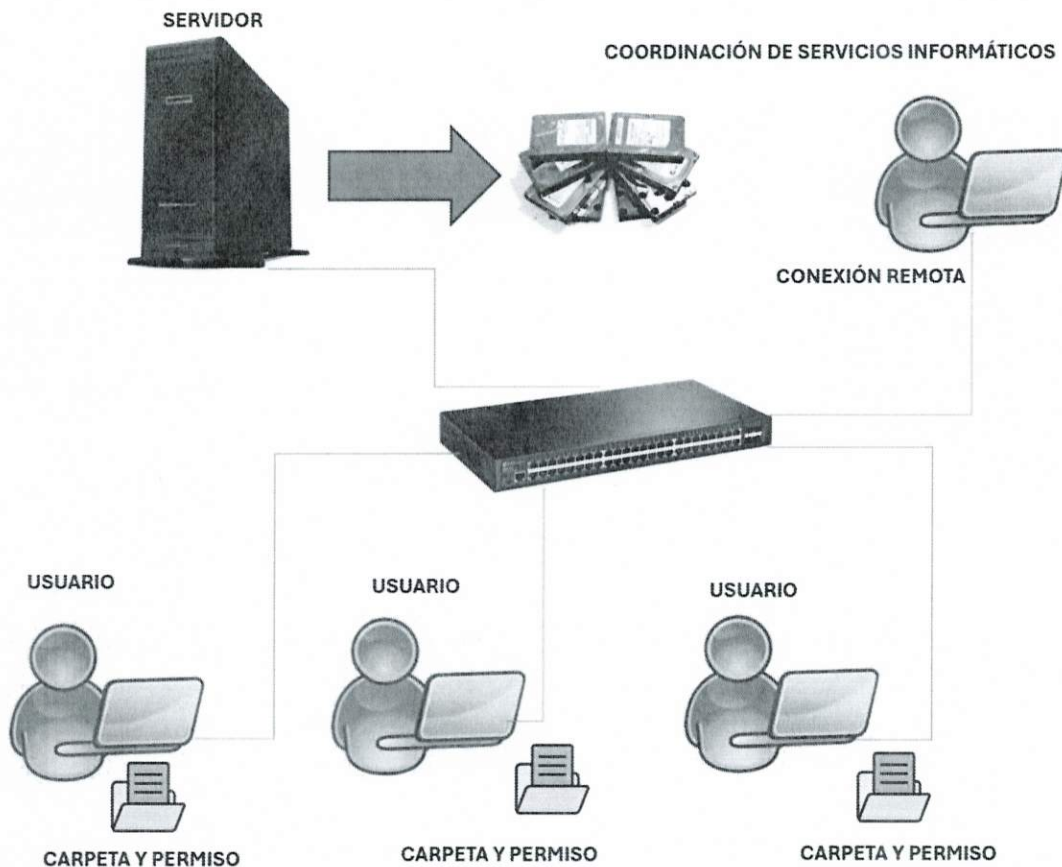 SERVIDOR
COORDINACIÓN DE SERVICIOS INFORMÁTICOS
CONEXIÓN REMOTA
USUARIO
USUARIO
USUARIO
CARPETA Y PERMISO
CARPETA Y PERMISO
CARPETA Y PERMISO